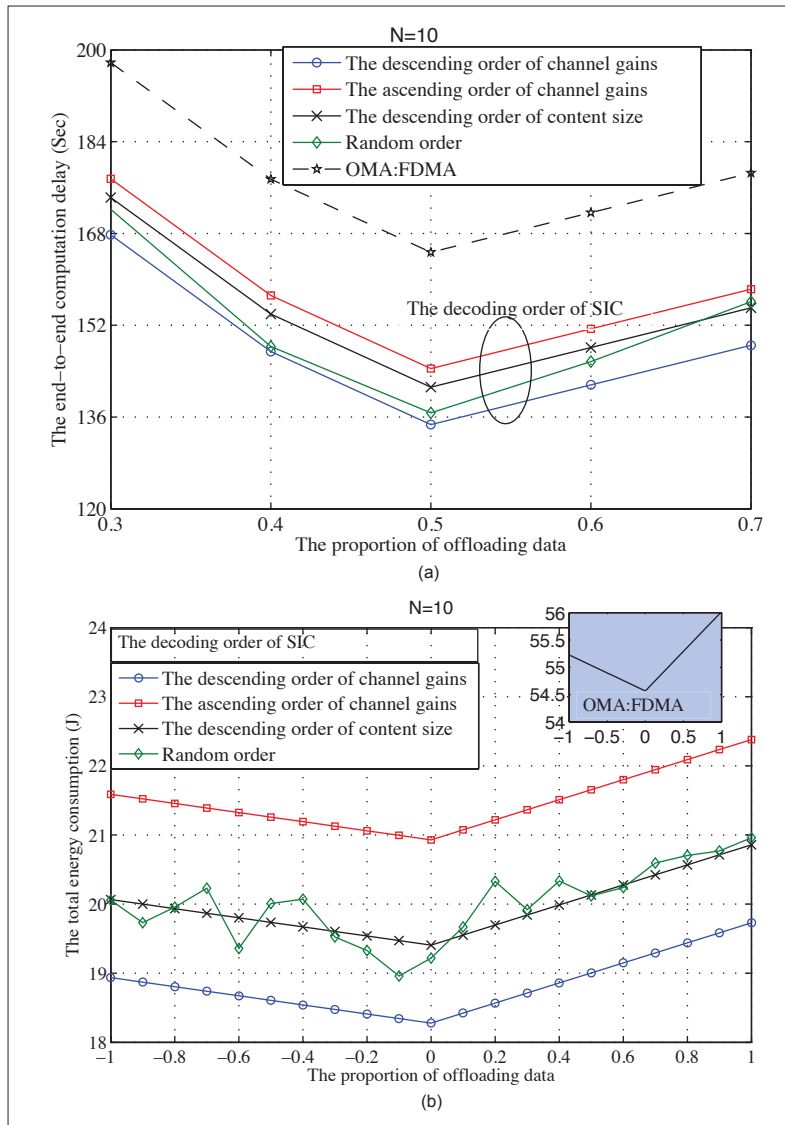 N=10
200
184
168
152
136
120
The end-to-end computation delay (Sec)
The descending order of channel gains
The ascending order of channel gains
The descending order of content size
Random order
OMA:FDMA
The decoding order of SIC
0.3 0.4 0.5 0.6 0.7
The proportion of offloading data
(a)
N=10
24
23
22
21
20
19
18
The total energy consumption (J)
The decoding order of SIC
The descending order of channel gains
The ascending order of channel gains
The descending order of content size
Random order
56
55.5
55
54.5
54
OMA:FDMA
-1 -0.5 0 0.5 1
−1 −0.8 −0.6 −0.4 −0.2 0 0.2 0.4 0.6 0.8 1
The proportion of offloading data
(b)